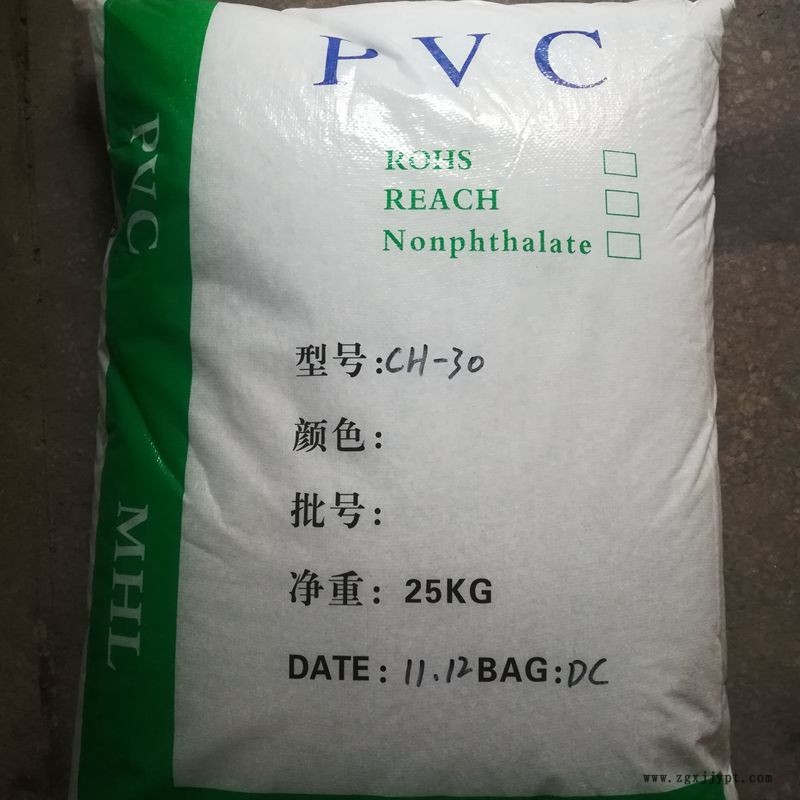 PVC
PVC
ROHS
REACH
Nonphthalate
型号:CH-30
颜色:
批号:
净重: 25KG
MHL
DATE: 11.12 BAG: DC
www.zgxjjypt.com